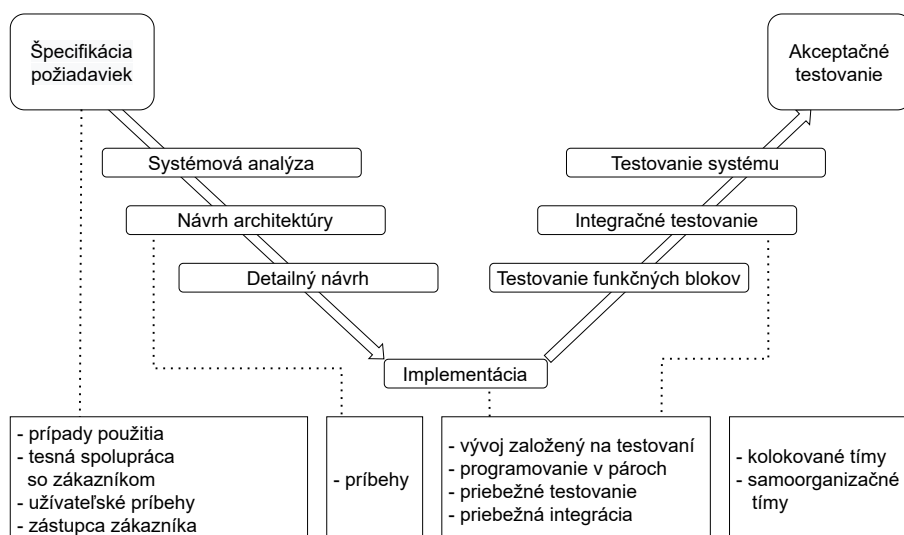 Špecifikácia
požiadaviek
Akceptačné
testovanie
Systémová analýza
Testovanie systému
Návrh architektúry
Integračné testovanie
Detailný návrh
Testovanie funkčných blokov
Implementácia
- prípady použitia
- tesná spolupráca
so zákazníkom
- užívateľské príbehy
- zástupca zákazníka
- príbehy
- vývoj založený na testovaní
- programovanie v pároch
- priebežné testovanie
- priebežná integrácia
- kolokované tímy
- samoorganizačné
tímy